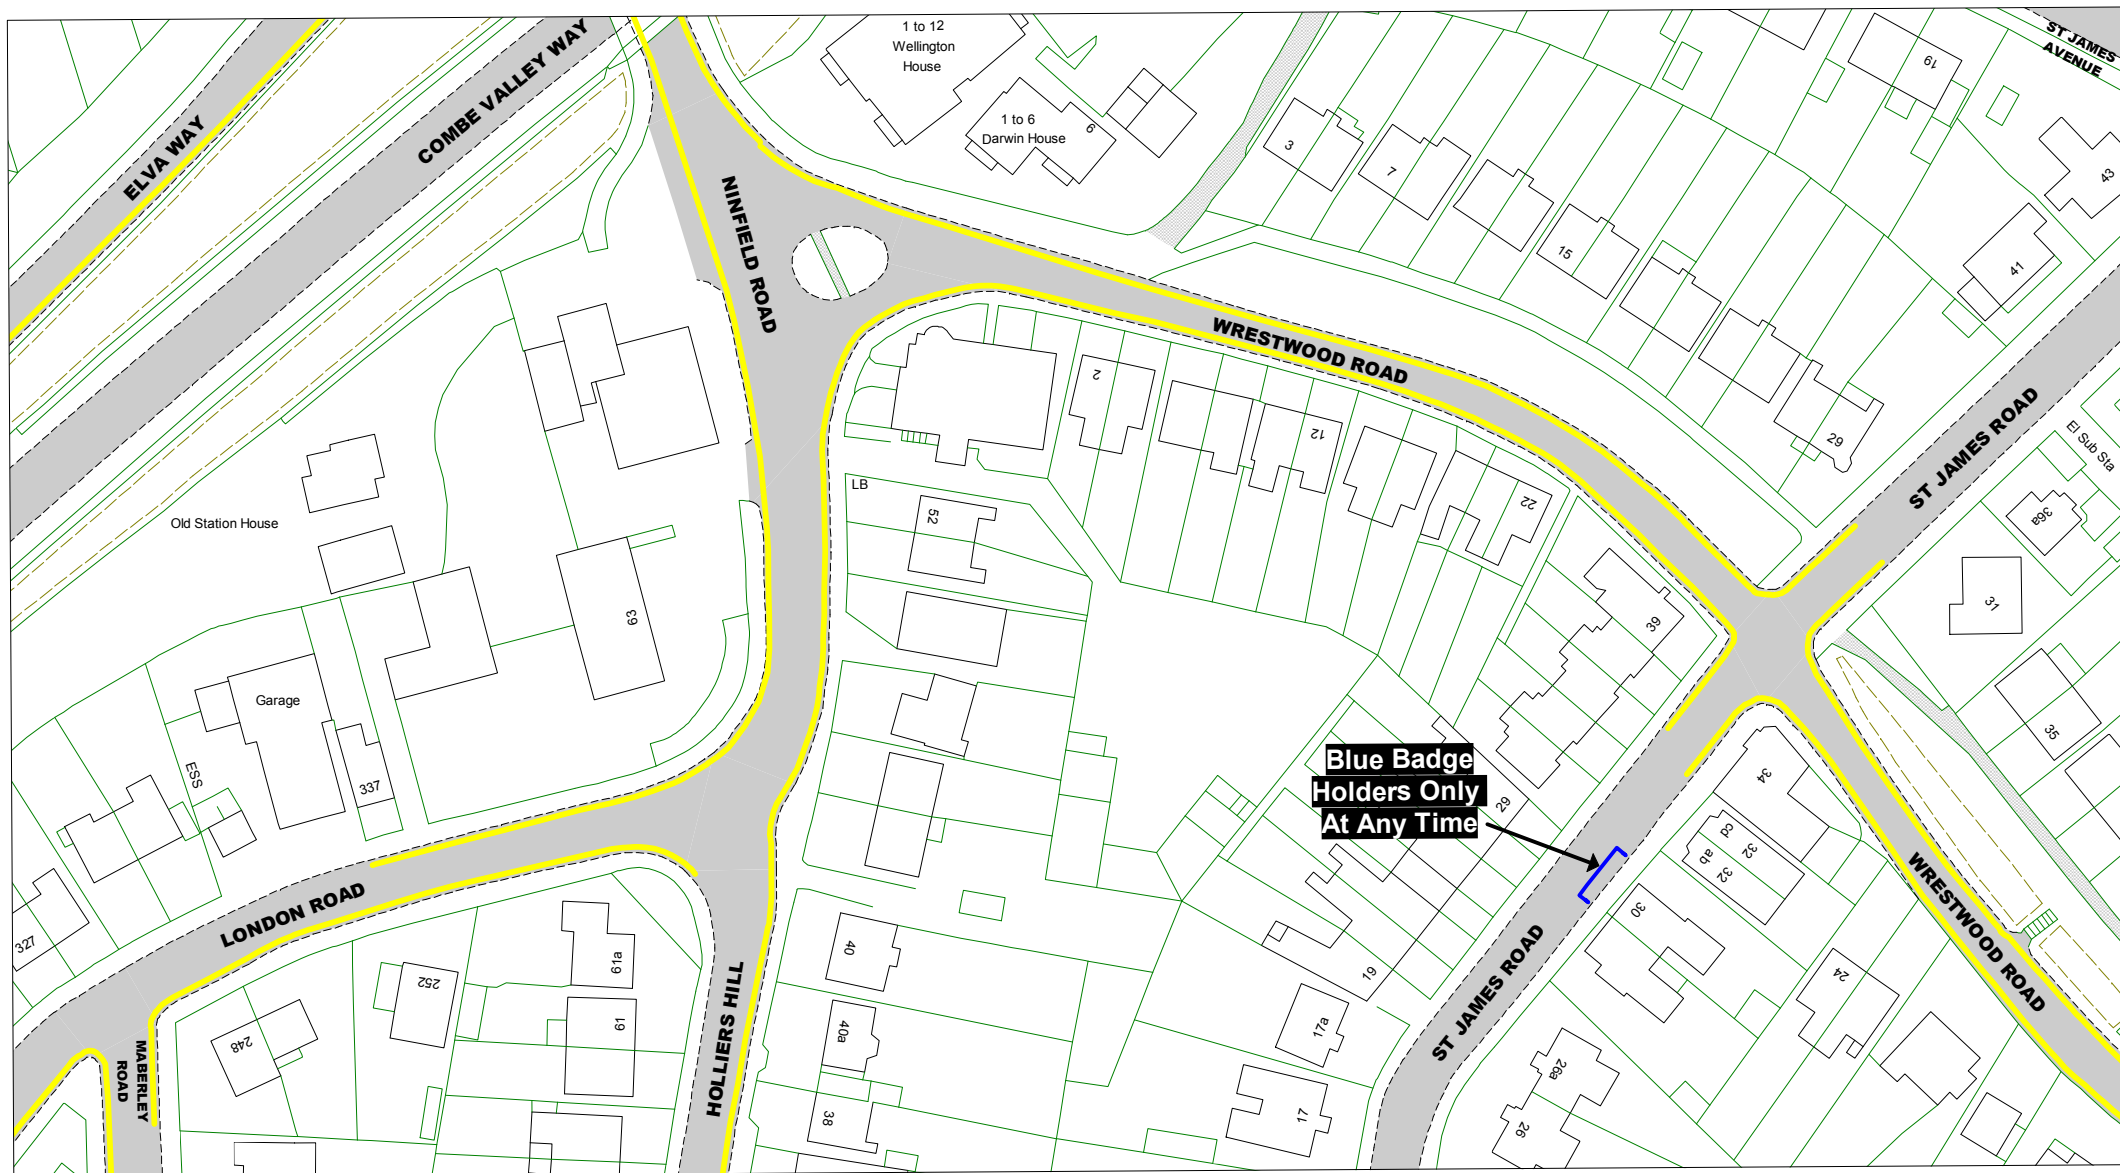 1 to 12
Wellington
House
ST JAMES
AVENUE
19
COMBE VALLEY WAY
ELVA WAY
1 to 6
Darwin House
6
3
7
15
43
41
NINFIELD ROAD
WRESTWOOD ROAD
2
12
22
29
ST JAMES ROAD
El Sub Sta
36a
LB
52
Old Station House
63
39
31
35
Garage
ESS
337
Blue Badge
Holders Only
At Any Time
29
34
32
cd
ab
32
30
24
WRESTWOOD ROAD
LONDON ROAD
327
252
248
61a
61
40
40a
38
19
17a
17
ST JAMES ROAD
26a
26
HOLLIERS HILL
MABERLEY
ROAD